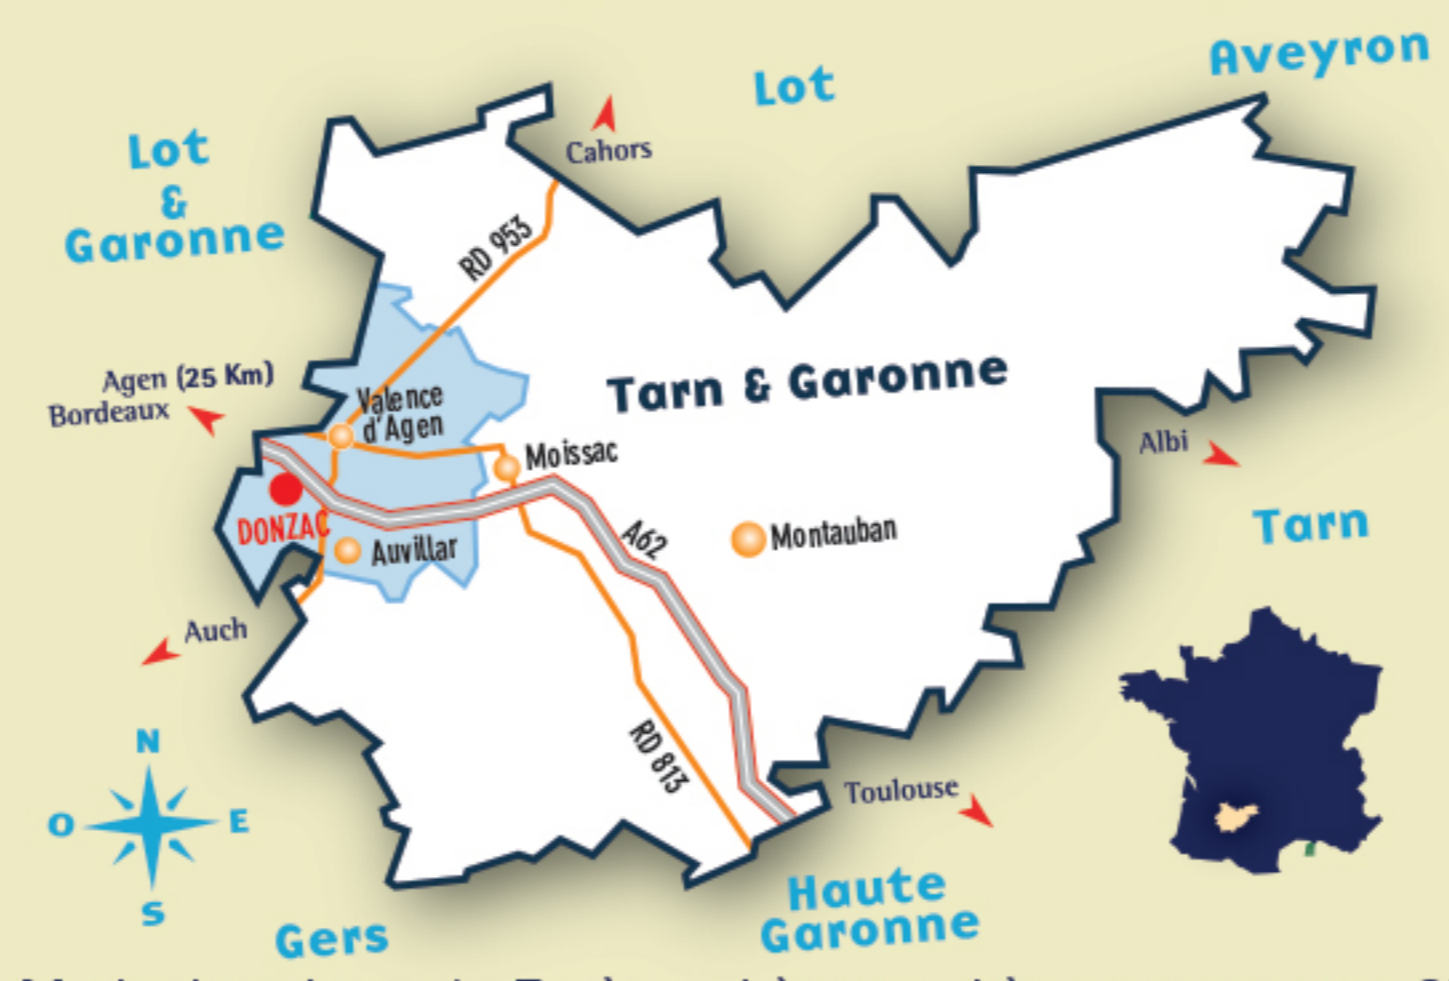 Aveyron
Lot
Lot
&
Garonne
Cahors
RD 953
Agen (25 Km)
Bordeaux
Valence
d'Agen
Tarn & Garonne
Moissac
Albi
DONZAC
Auvillar
A62
Montauban
Tarn
Auch
RD 813
Toulouse
N
O
E
S
Haute
Garonne
Gers